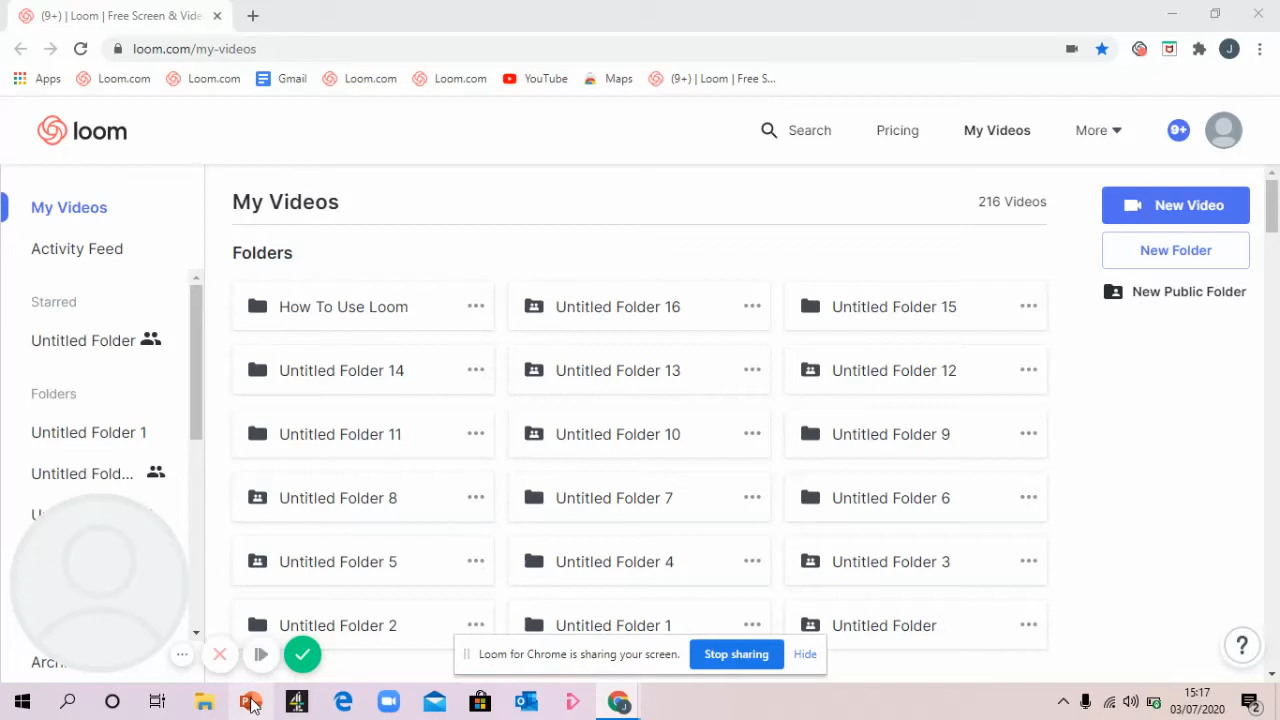 (9+) | Loom | Free Screen & Vide
loom.com/my-videos
Apps Loom.com Loom.com Gmail Loom.com Loom.com YouTube Maps (9+) | Loom | Free S...
loom Search Pricing My Videos More 9+
My Videos
Activity Feed
Starred
Untitled Folder
Folders
Untitled Folder 1
Untitled Fold...
My Videos 216 Videos
Folders
How To Use Loom Untitled Folder 16 Untitled Folder 15
Untitled Folder 14 Untitled Folder 13 Untitled Folder 12
Untitled Folder 11 Untitled Folder 10 Untitled Folder 9
Untitled Folder 8 Untitled Folder 7 Untitled Folder 6
Untitled Folder 5 Untitled Folder 4 Untitled Folder 3
Untitled Folder 2 Untitled Folder 1 Untitled Folder
New Video
New Folder
New Public Folder
Loom for Chrome is sharing your screen. Stop sharing Hide
15:17
03/07/2020